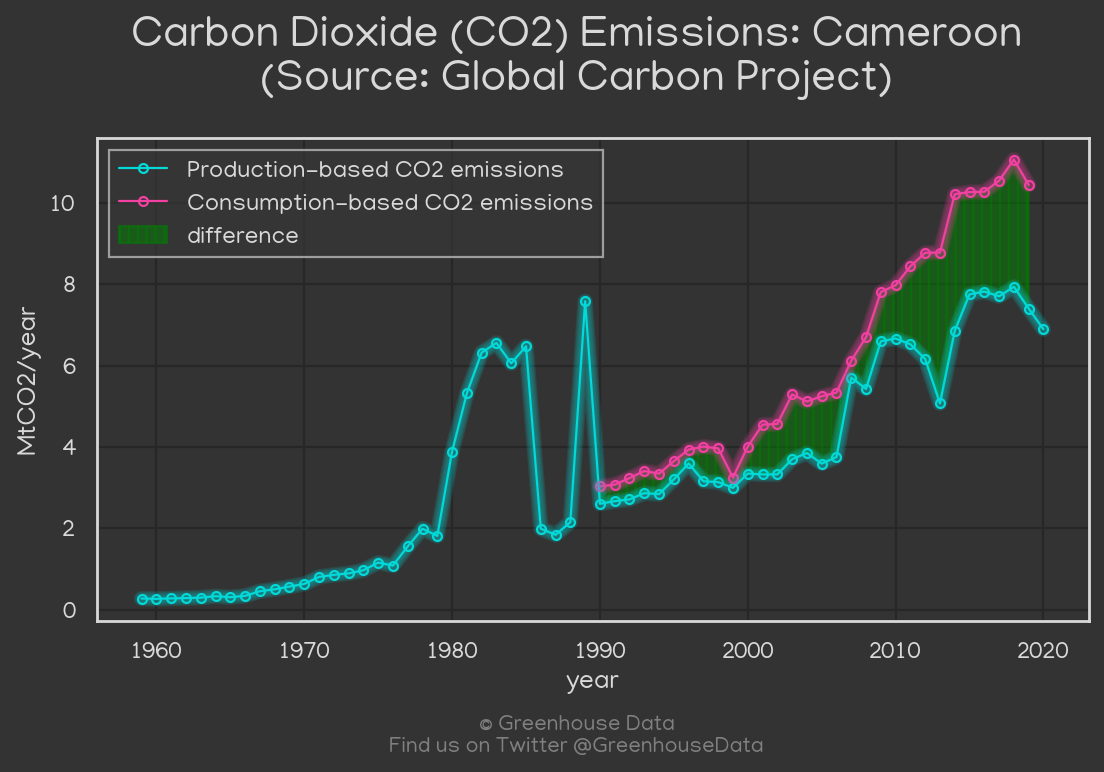 Carbon Dioxide (CO2) Emissions: Cameroon
(Source: Global Carbon Project)
Production-based CO2 emissions
Consumption-based CO2 emissions
difference
MtCO2/year
10
8
6
4
2
0
1960 1970 1980 1990 2000 2010 2020
year
© Greenhouse Data
Find us on Twitter @GreenhouseData